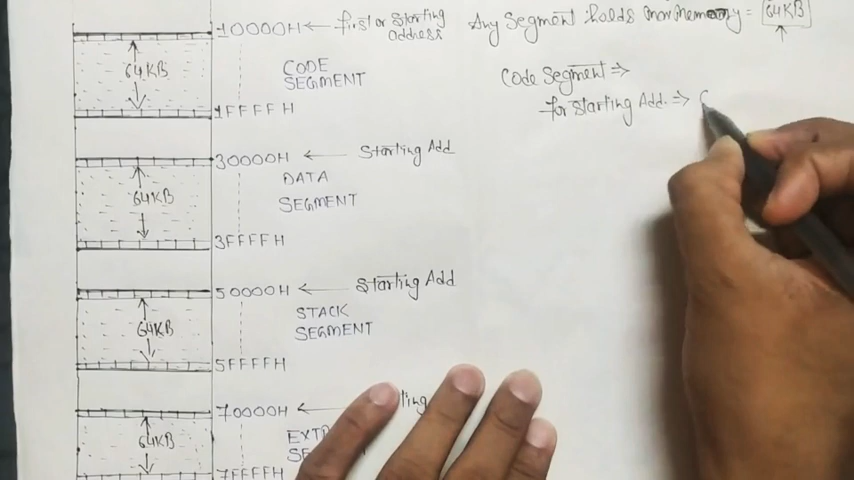 10000H ← first or starting
address
64KB
CODE
SEGMENT
1FFFFH
30000H ← Starting Add
DATA
64KB
SEGMENT
3FFFFH
50000H ← Starting Add
STACK
64KB
SEGMENT
5FFFFH
70000H ←
64KB
7FFFFH
Any Segment holds max memory = 64KB
Code Segment ⇒
for starting Add. ⇒ C